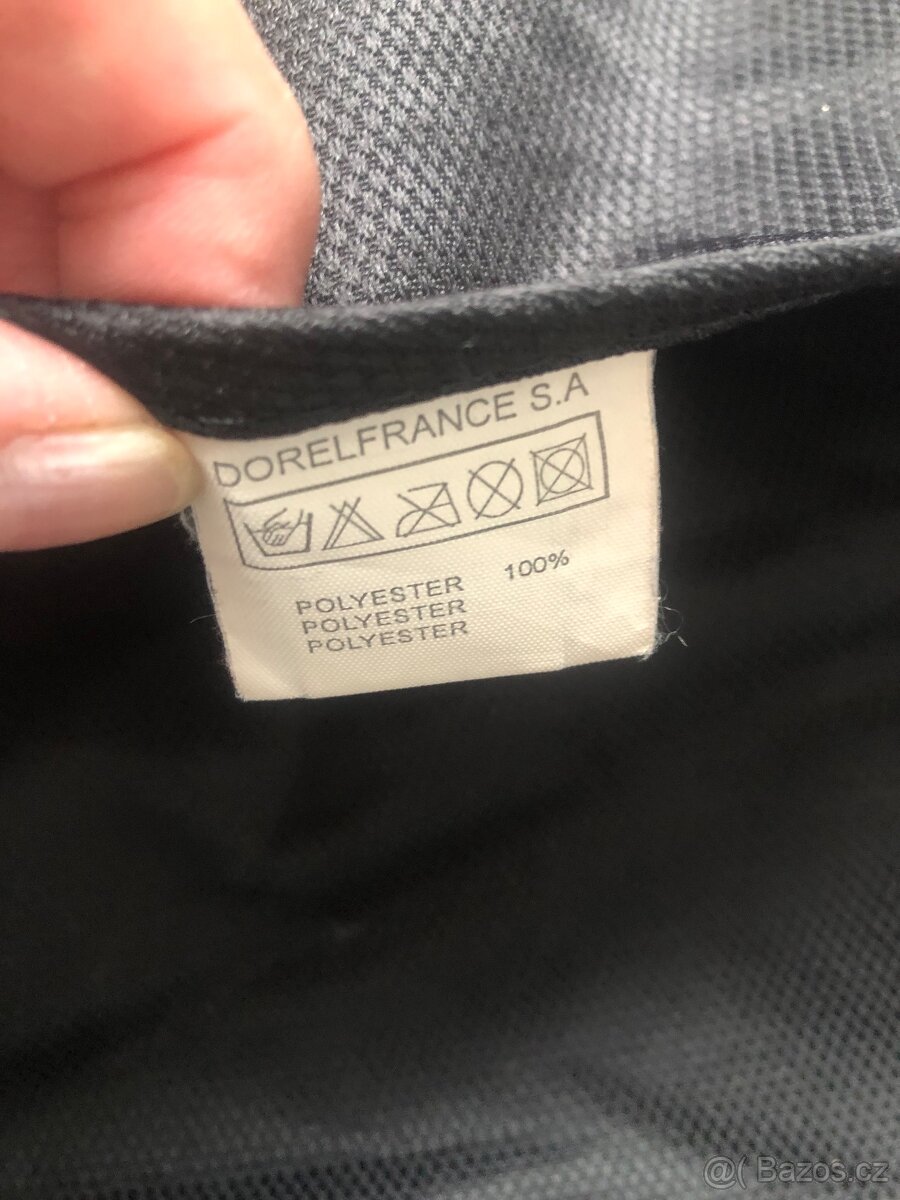 DORELFRANCE S.A
POLYESTER 100%
POLYESTER
POLYESTER
@( Bazos.cz